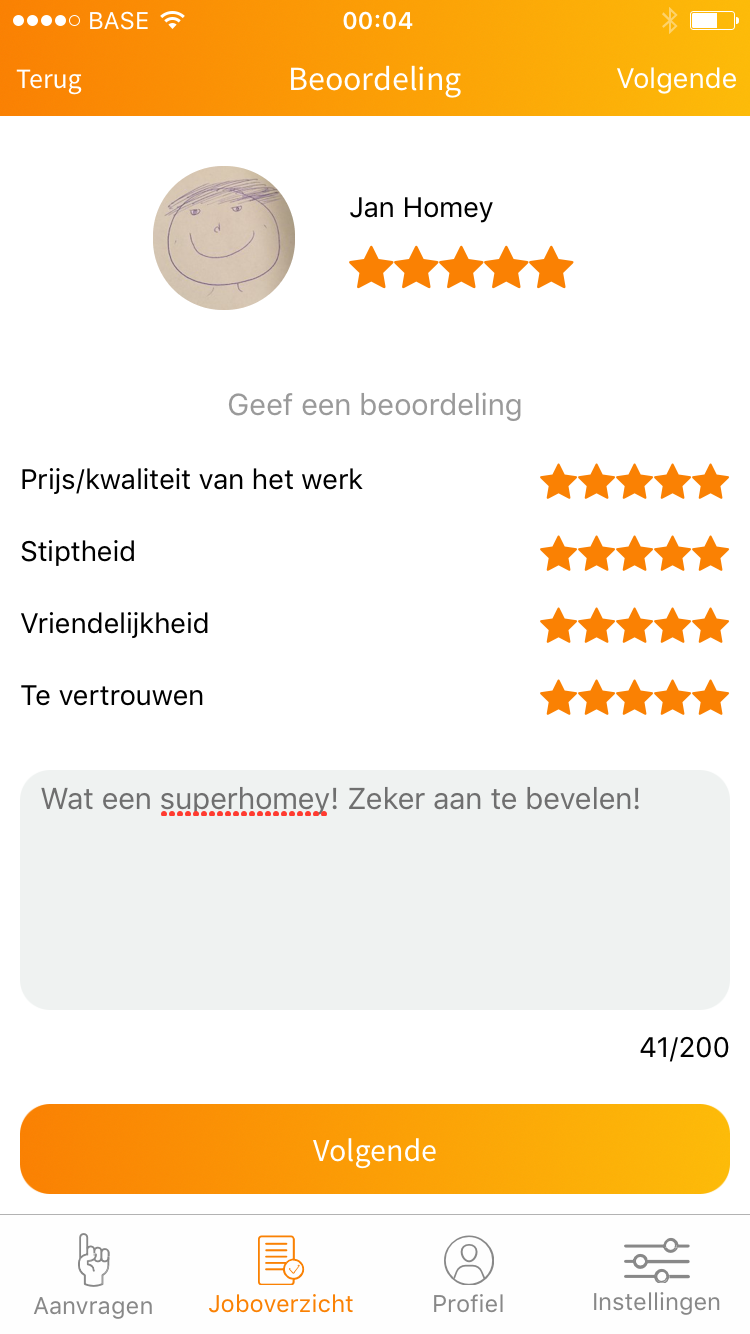 BASE 00:04
Terug Beoordeling Volgende
Jan Homey
Geef een beoordeling
Prijs/kwaliteit van het werk
Stiptheid
Vriendelijkheid
Te vertrouwen
Wat een superhomey! Zeker aan te bevelen!
41/200
Volgende
Aanvragen Joboverzicht Profiel Instellingen